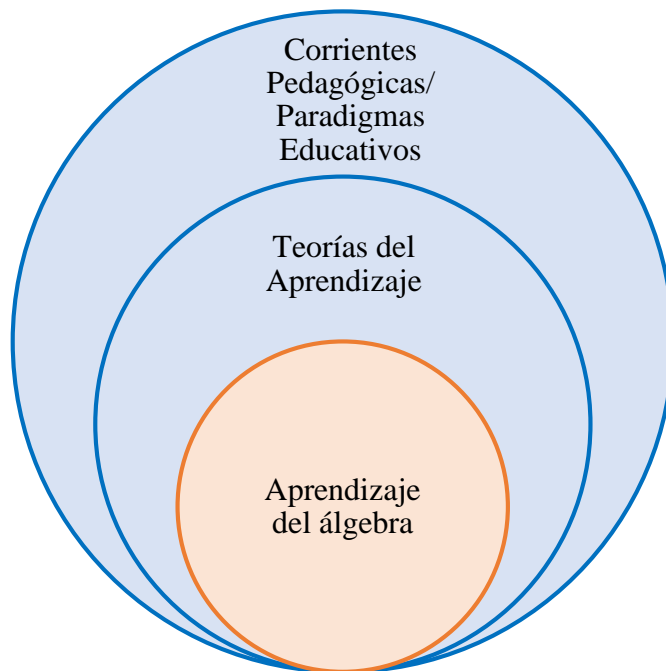 Corrientes
Pedagógicas/
Paradigmas
Educativos
Teorías del
Aprendizaje
Aprendizaje
del álgebra